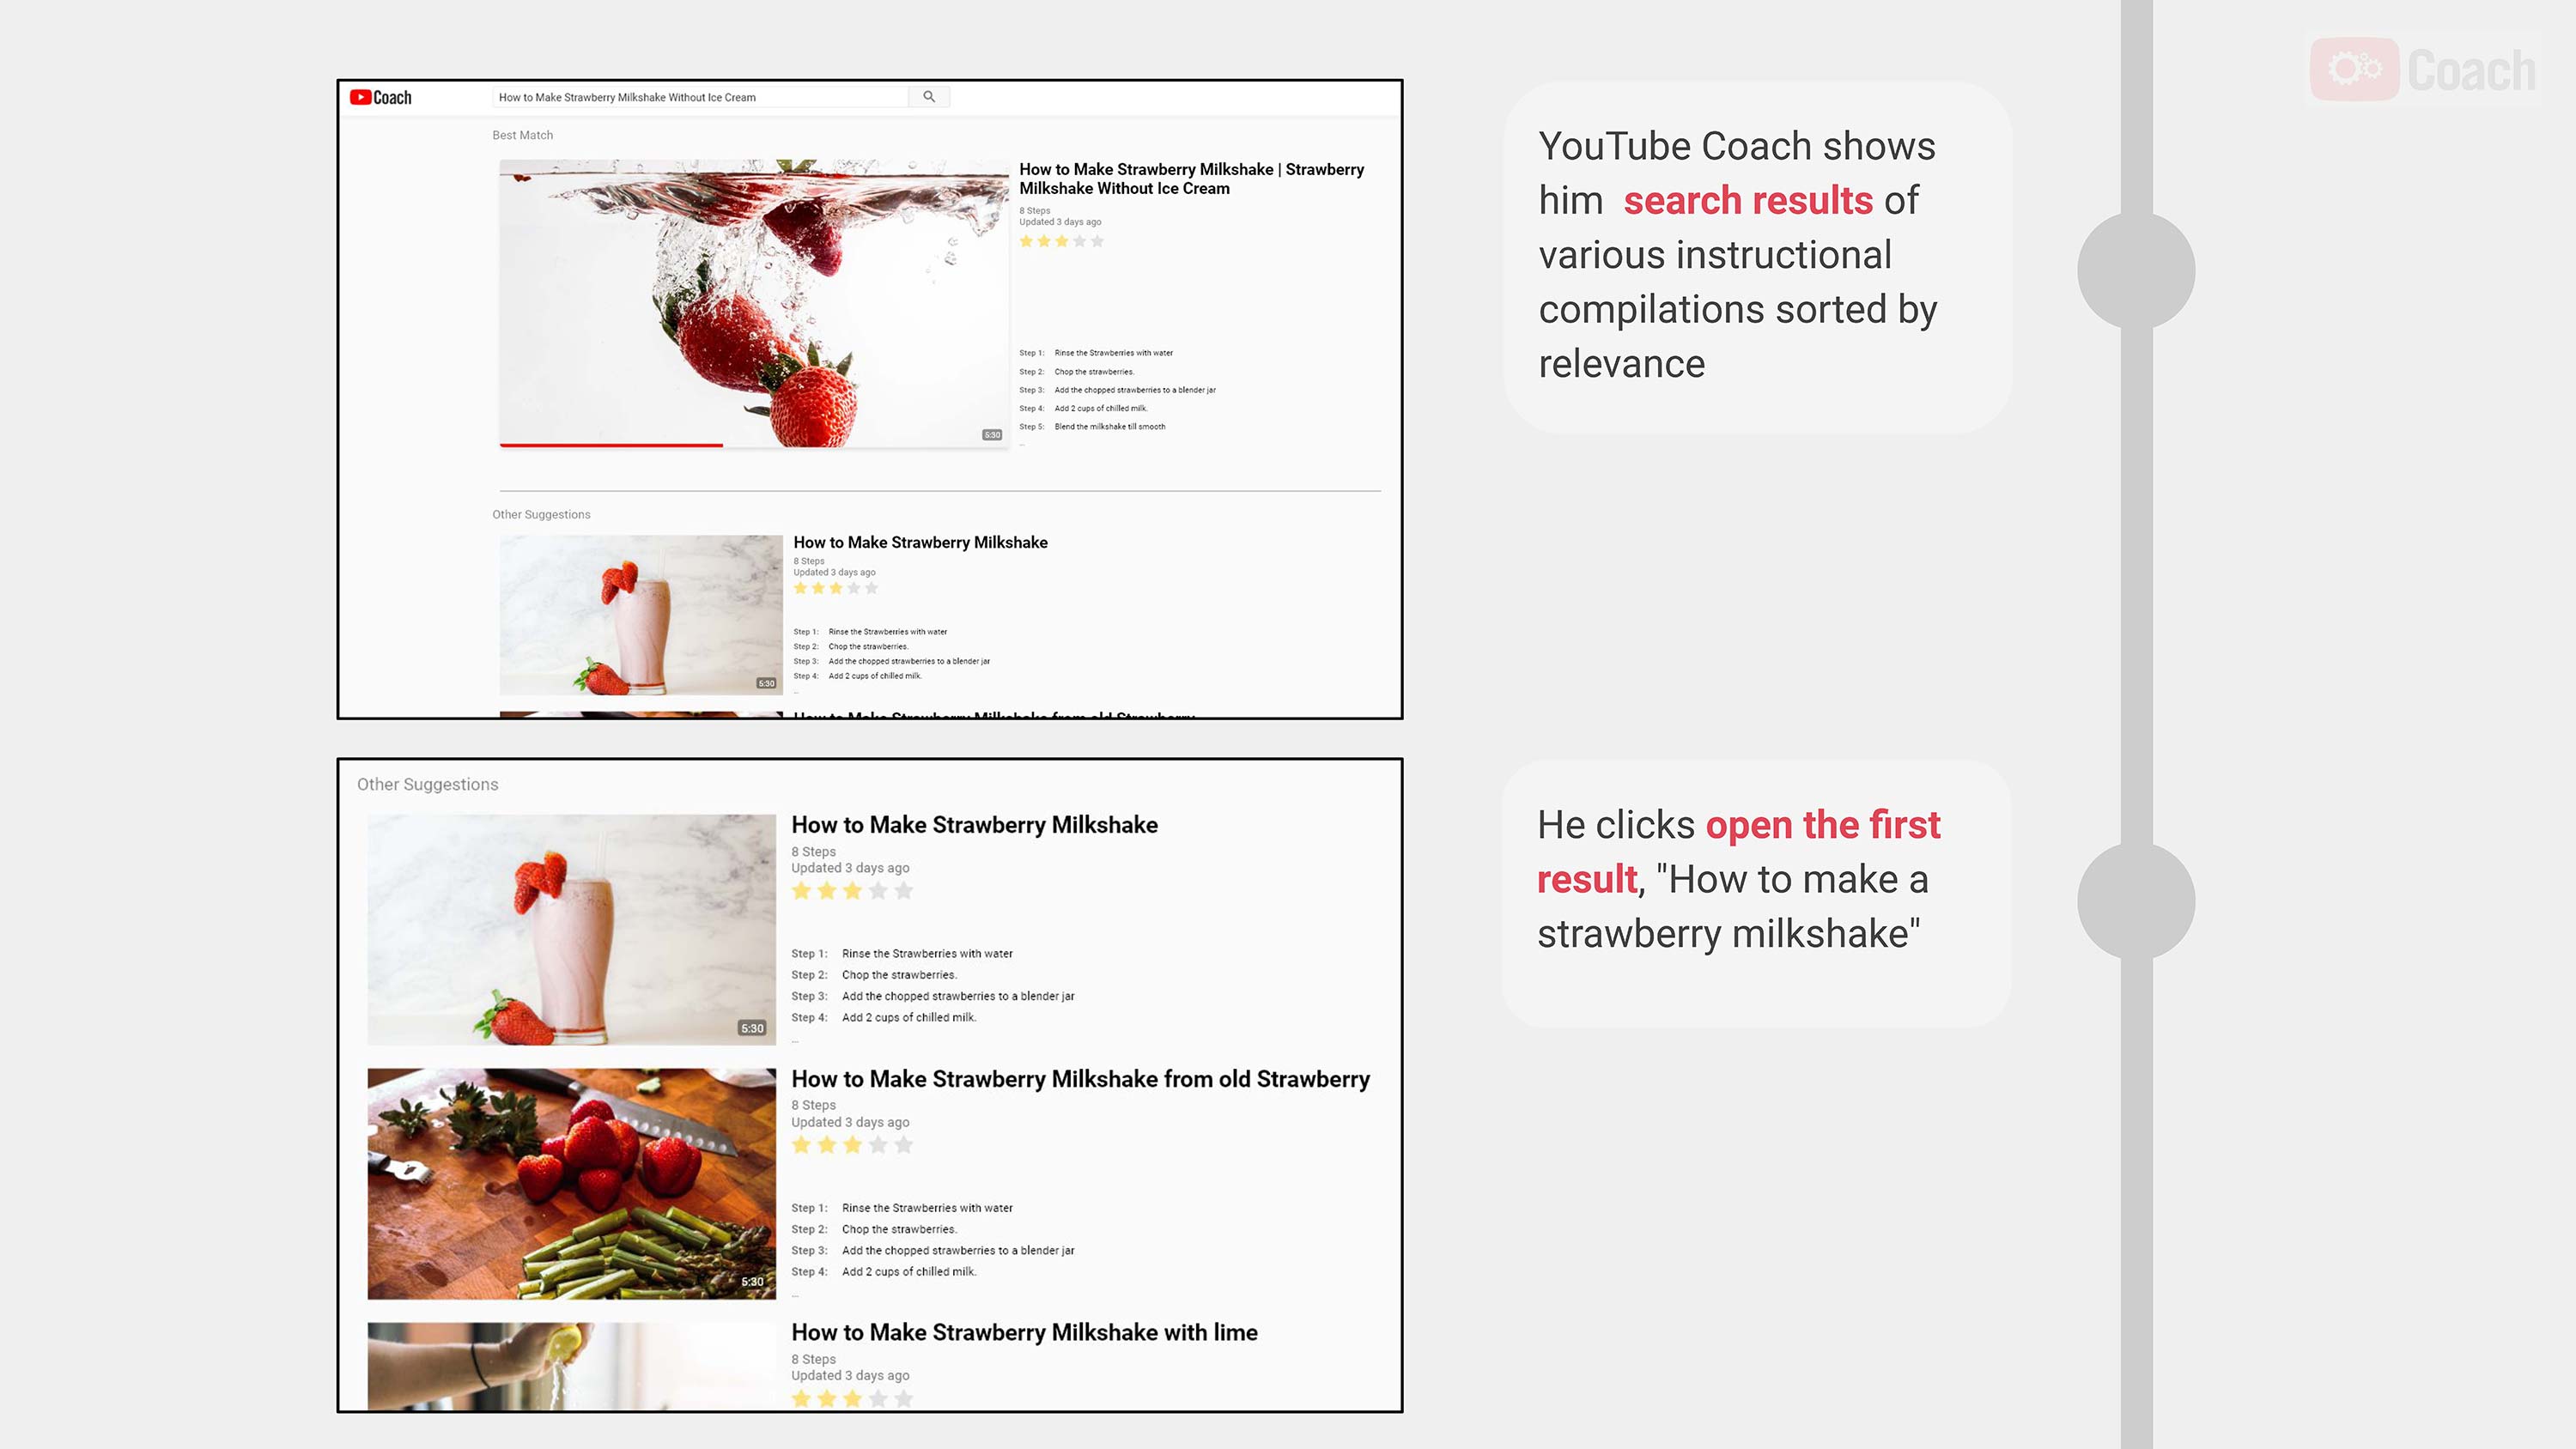 Coach
How to Make Strawberry Milkshake Without Ice Cream
Best Match
How to Make Strawberry Milkshake | Strawberry
Milkshake Without Ice Cream
8 Steps
Updated 3 days ago
Step 1: Rinse the Strawberries with water
Step 2: Chop the strawberries.
Step 3: Add the chopped strawberries to a blender jar
Step 4: Add 2 cups of chilled milk.
Step 5: Blend the milkshake till smooth
...
5:30
Other Suggestions
How to Make Strawberry Milkshake
8 Steps
Updated 3 days ago
Step 1: Rinse the Strawberries with water
Step 2: Chop the strawberries.
Step 3: Add the chopped strawberries to a blender jar
Step 4: Add 2 cups of chilled milk.
...
5:30
How to Make Strawberry Milkshake from old Strawberry
YouTube Coach shows
him search results of
various instructional
compilations sorted by
relevance
Coach
Other Suggestions
How to Make Strawberry Milkshake
8 Steps
Updated 3 days ago
Step 1: Rinse the Strawberries with water
Step 2: Chop the strawberries.
Step 3: Add the chopped strawberries to a blender jar
Step 4: Add 2 cups of chilled milk.
...
5:30
How to Make Strawberry Milkshake from old Strawberry
8 Steps
Updated 3 days ago
Step 1: Rinse the Strawberries with water
Step 2: Chop the strawberries.
Step 3: Add the chopped strawberries to a blender jar
Step 4: Add 2 cups of chilled milk.
...
5:30
How to Make Strawberry Milkshake with lime
8 Steps
Updated 3 days ago
He clicks open the first
result, "How to make a
strawberry milkshake"